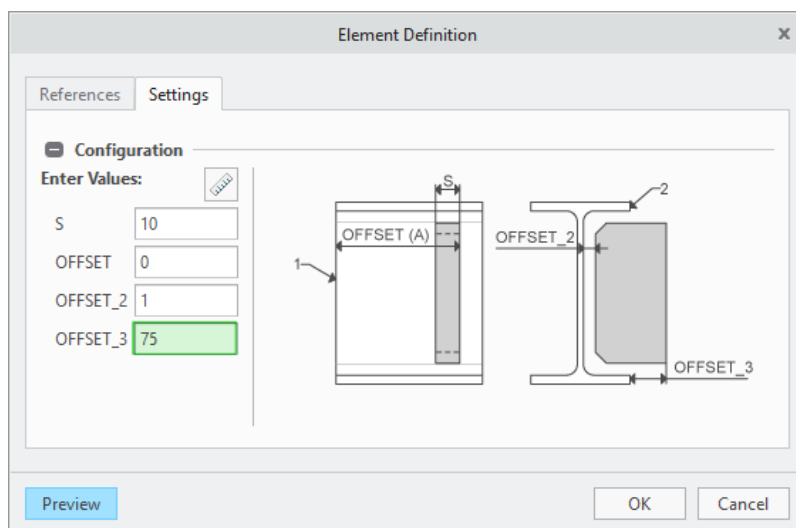 Element Definition
References
Settings
Configuration
Enter Values:
S
10
OFFSET
0
OFFSET_2
1
OFFSET_3
75
S
OFFSET (A)
1
2
OFFSET_2
OFFSET_3
Preview
OK
Cancel